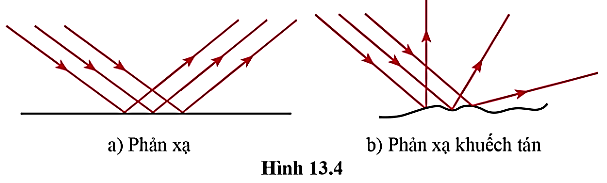 a) Phản xạ
b) Phản xạ khuếch tán
Hình 13.4